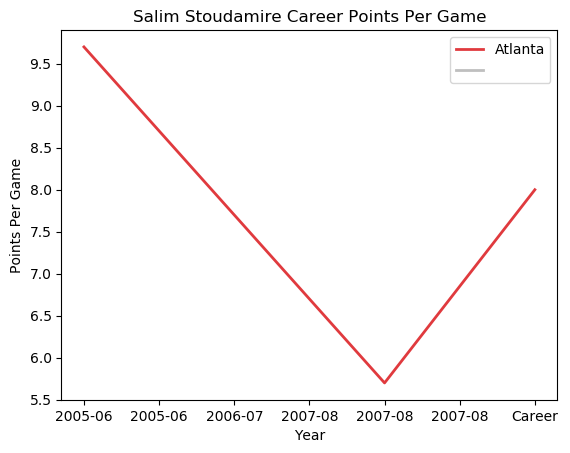 Salim Stoudamire Career Points Per Game
Atlanta
Points Per Game
9.5
9.0
8.5
8.0
7.5
7.0
6.5
6.0
5.5
2005-06 2005-06 2006-07 2007-08 2007-08 2007-08 Career
Year